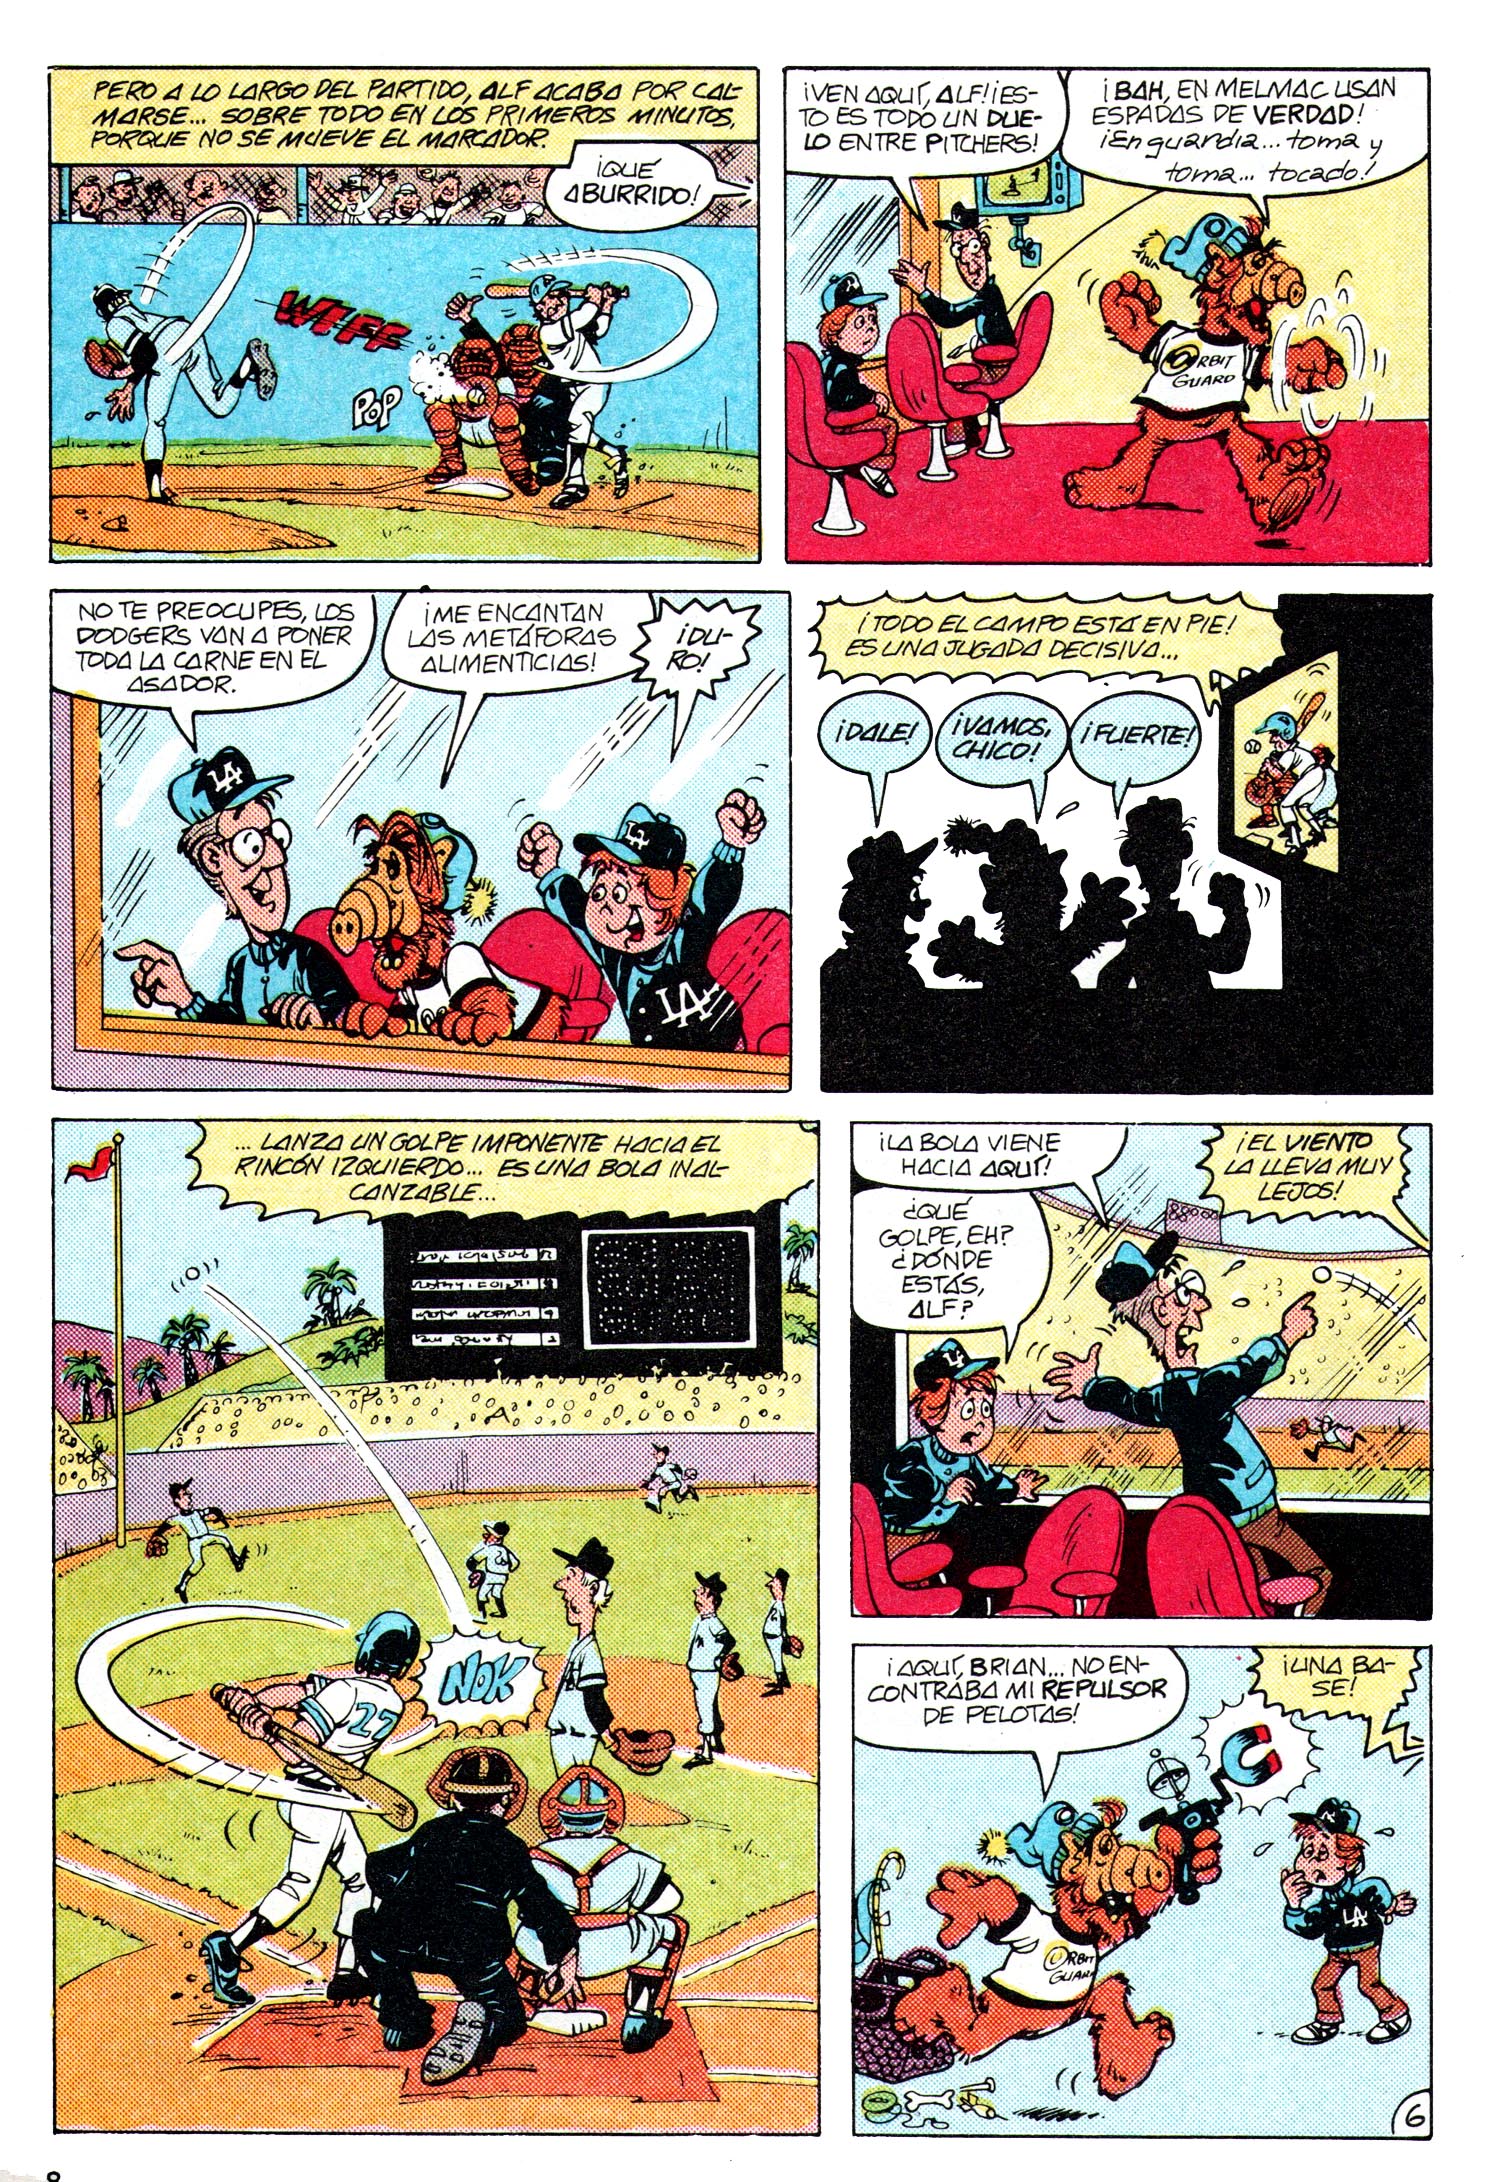 PERO A LO LARGO DEL PARTIDO, ALF ACABA POR CAL-
MARSE... SOBRE TODO EN LOS PRIMEROS MINUTOS,
PORQUE NO SE MUEVE EL MARCADOR.
¡QUÉ
ABURRIDO!
WIFF
POP
¡VEN AQUÍ, ALF! ¡ES-
TO ES TODO UN DUE-
LO ENTRE PITCHERS!
¡BAH, EN MELMAC USAN
ESPADAS DE VERDAD!
¡En guardia... toma y
toma... tocado!
ORBIT
GUARD
NO TE PREOCUPES, LOS
DODGERS VAN A PONER
TODA LA CARNE EN EL
ASADOR.
¡ME ENCANTAN
LAS METÁFORAS
ALIMENTICIAS!
¡DU-
RO!
LA
LA
LA
¡TODO EL CAMPO ESTÁ EN PIE!
ES UNA JUGADA DECISIVA...
¡DALE!
¡VAMOS,
CHICO!
¡FUERTE!
... LANZA UN GOLPE IMPONENTE HACIA EL
RINCÓN IZQUIERDO... ES UNA BOLA INAL-
CANZABLE...
NOK
27
¡LA BOLA VIENE
HACIA AQUÍ!
¡EL VIENTO
LA LLEVA MUY
LEJOS!
¿QUÉ
GOLPE, EH?
¿DÓNDE
ESTÁS,
ALF?
LA
¡AQUÍ, BRIAN... NO EN-
CONTRABA MI REPULSOR
DE PELOTAS!
¡UNA BA-
SE!
ORBIT
GUARD
LA
6
8